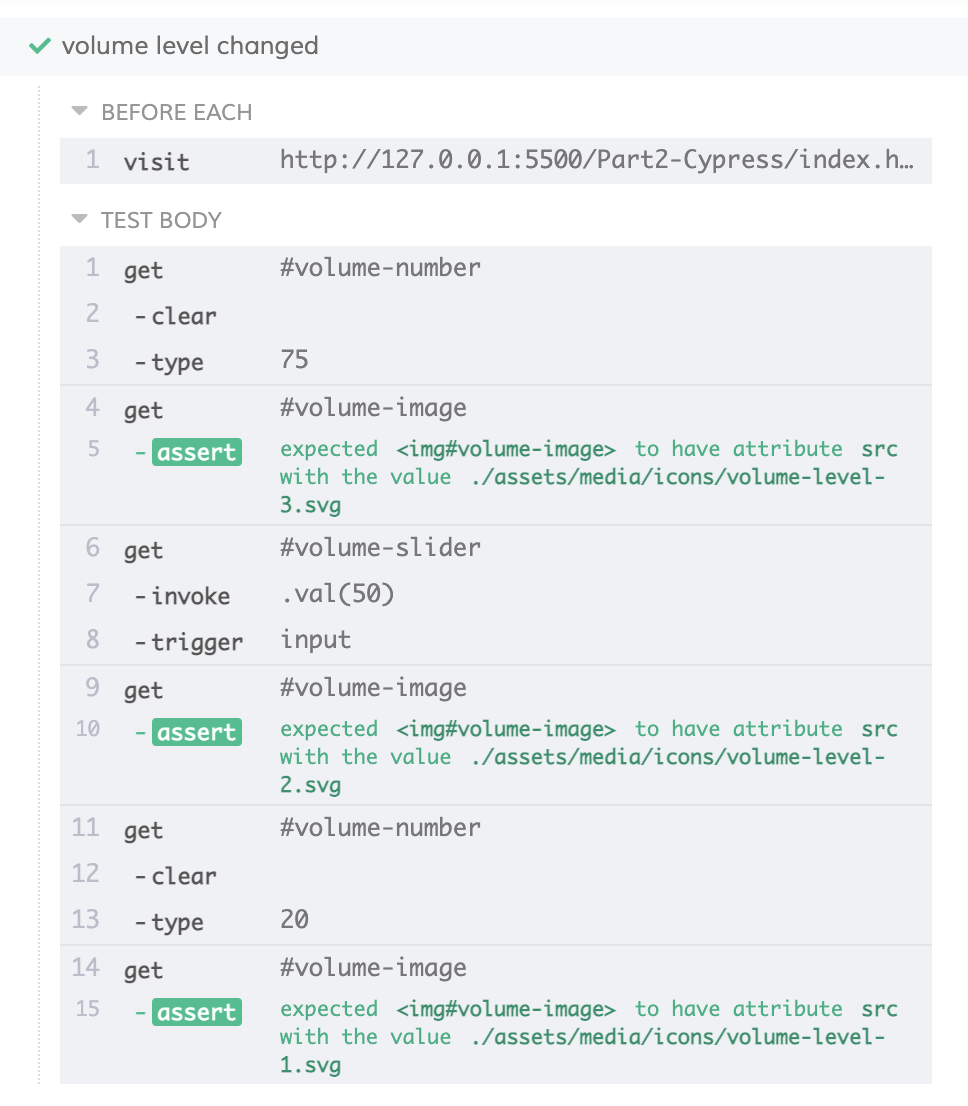 volume level changed
BEFORE EACH
1 visit http://127.0.0.1:5500/Part2-Cypress/index.h…
TEST BODY
1 get #volume-number
2 -clear
3 -type 75
4 get #volume-image
5 -assert expected <img#volume-image> to have attribute src
with the value ./assets/media/icons/volume-level-
3.svg
6 get #volume-slider
7 -invoke .val(50)
8 -trigger input
9 get #volume-image
10 -assert expected <img#volume-image> to have attribute src
with the value ./assets/media/icons/volume-level-
2.svg
11 get #volume-number
12 -clear
13 -type 20
14 get #volume-image
15 -assert expected <img#volume-image> to have attribute src
with the value ./assets/media/icons/volume-level-
1.svg